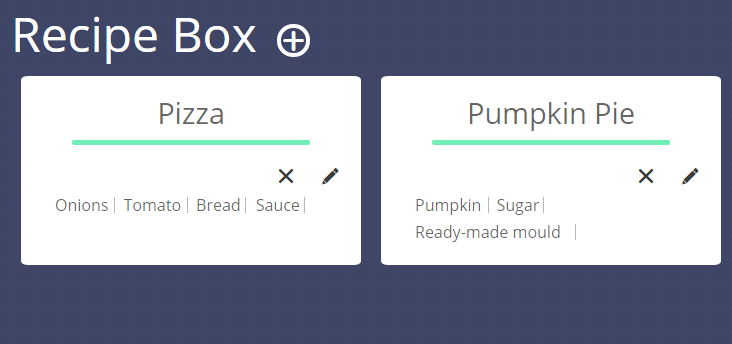 Recipe Box
Pizza
Onions | Tomato | Bread | Sauce |
Pumpkin Pie
Pumpkin | Sugar |
Ready-made mould |